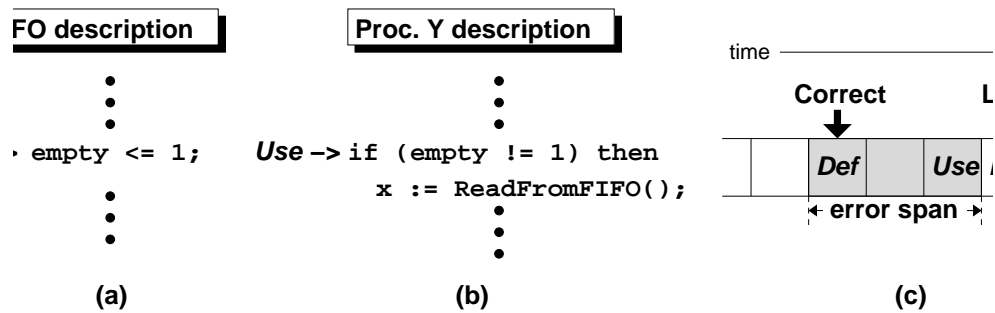 FO description
empty <= 1;
(a)
Proc. Y description
Use –> if (empty != 1) then
x := ReadFromFIFO();
(b)
time
Correct L
Def Use
error span
(c)